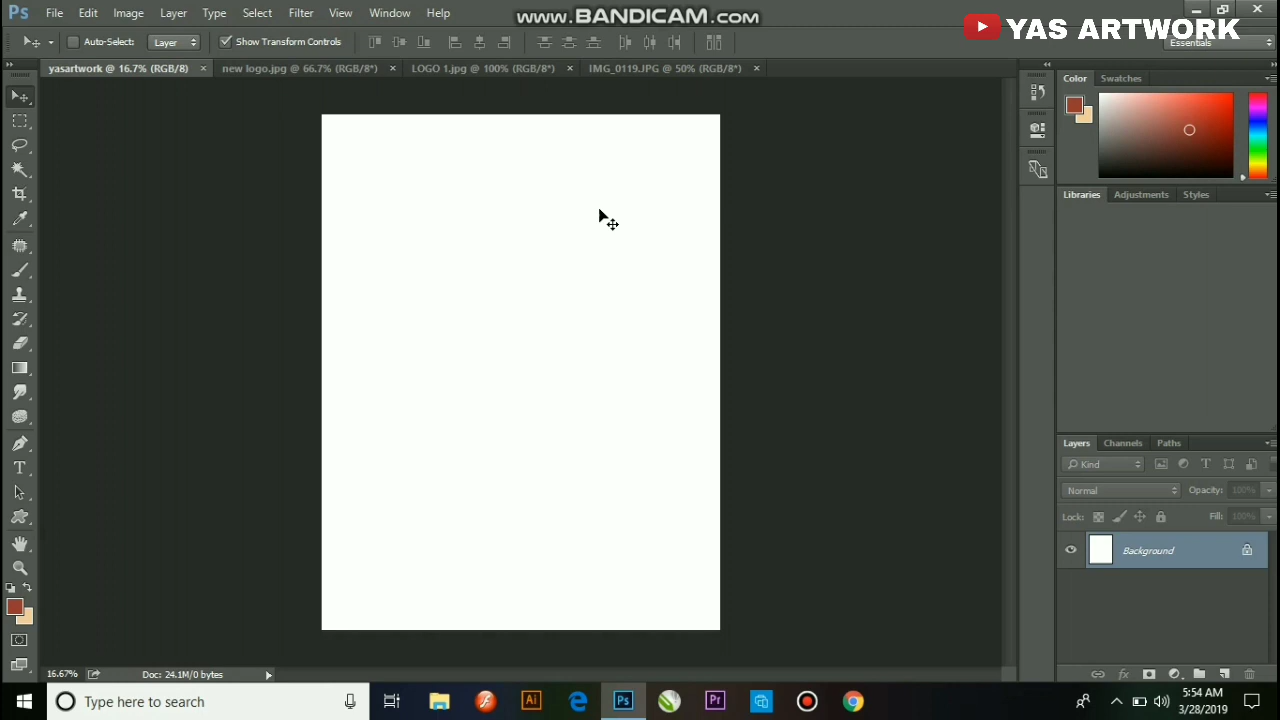 Ps File Edit Image Layer Type Select Filter View Window Help
www.BANDICAM.com
YAS ARTWORK
Auto-Select: Layer Show Transform Controls
Essentials
yasartwork @ 16.7% (RGB/8) × new logo.jpg @ 66.7% (RGB/8*) × LOGO 1.jpg @ 100% (RGB/8*) × IMG_0119.JPG @ 50% (RGB/8*) ×
Color Swatches
Libraries Adjustments Styles
Layers Channels Paths
Kind
Normal Opacity: 100%
Lock: Fill: 100%
Background
16.67% Doc: 24.1M/0 bytes
Type here to search
Ai Ps Pr
5:54 AM
3/28/2019